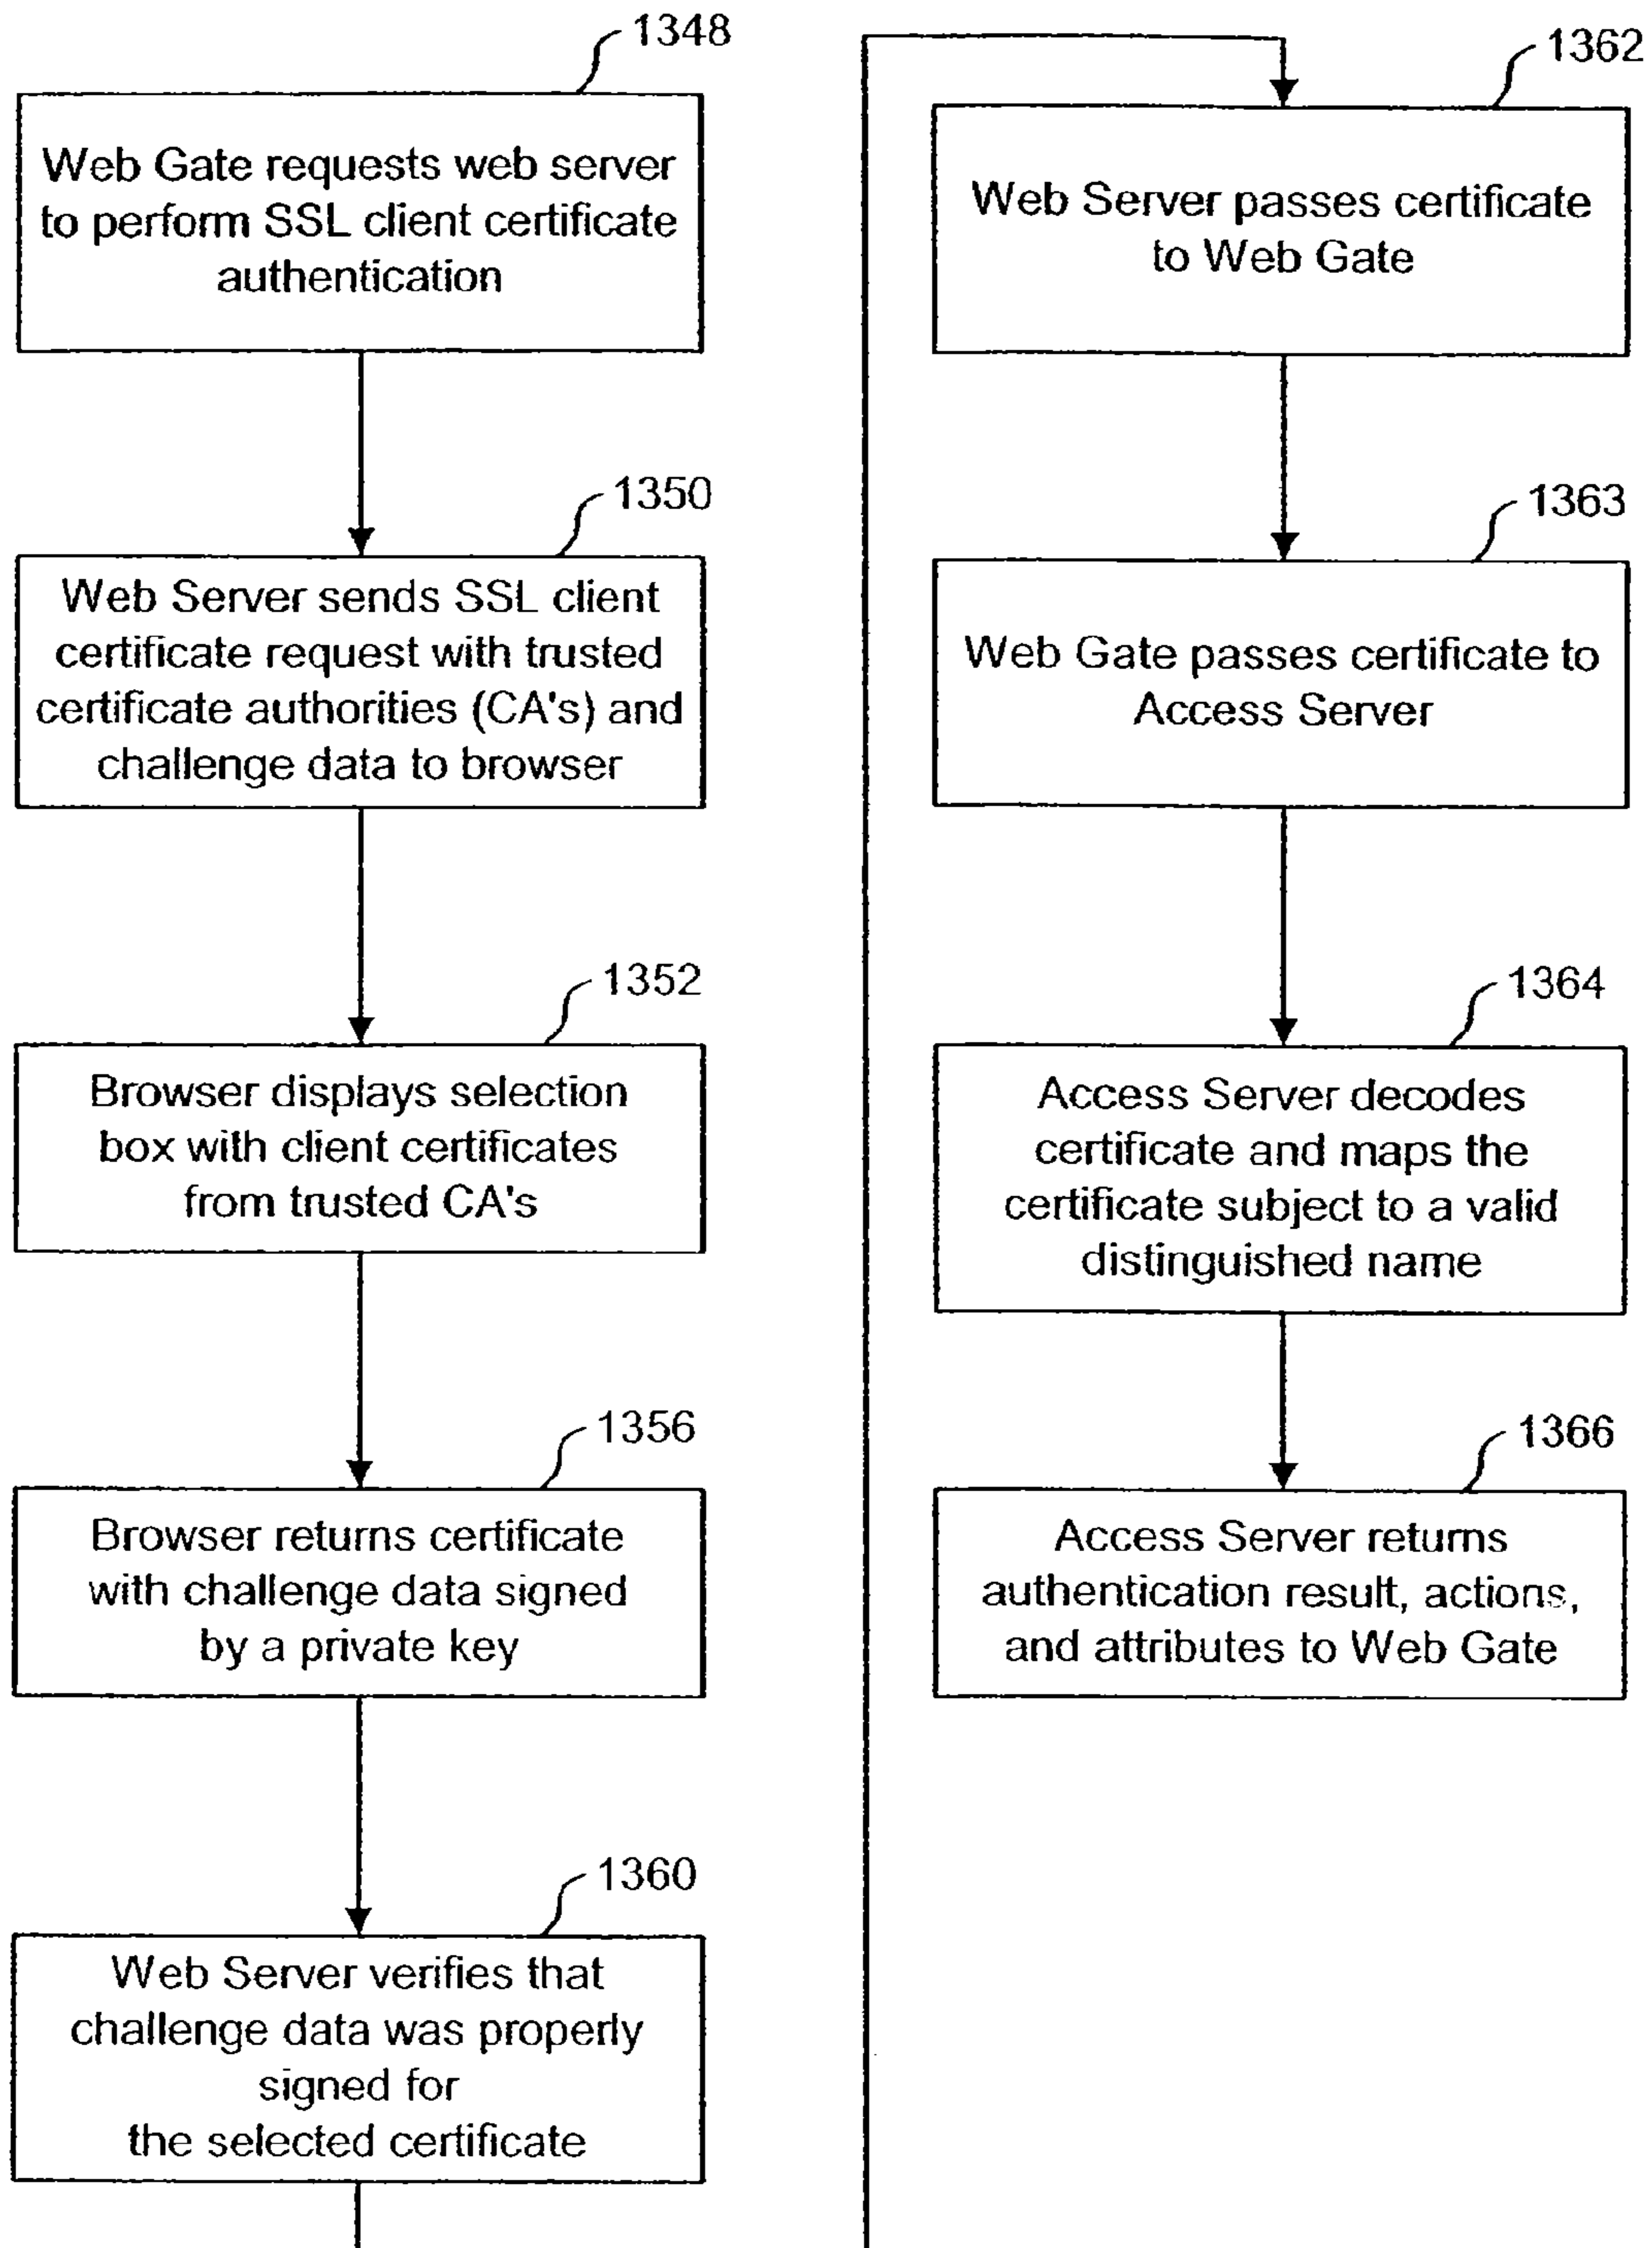 1348
Web Gate requests web server
to perform SSL client certificate
authentication
1350
Web Server sends SSL client
certificate request with trusted
certificate authorities (CA's) and
challenge data to browser
1352
Browser displays selection
box with client certificates
from trusted CA's
1356
Browser returns certificate
with challenge data signed
by a private key
1360
Web Server verifies that
challenge data was properly
signed for
the selected certificate
1362
Web Server passes certificate
to Web Gate
1363
Web Gate passes certificate to
Access Server
1364
Access Server decodes
certificate and maps the
certificate subject to a valid
distinguished name
1366
Access Server returns
authentication result, actions,
and attributes to Web Gate